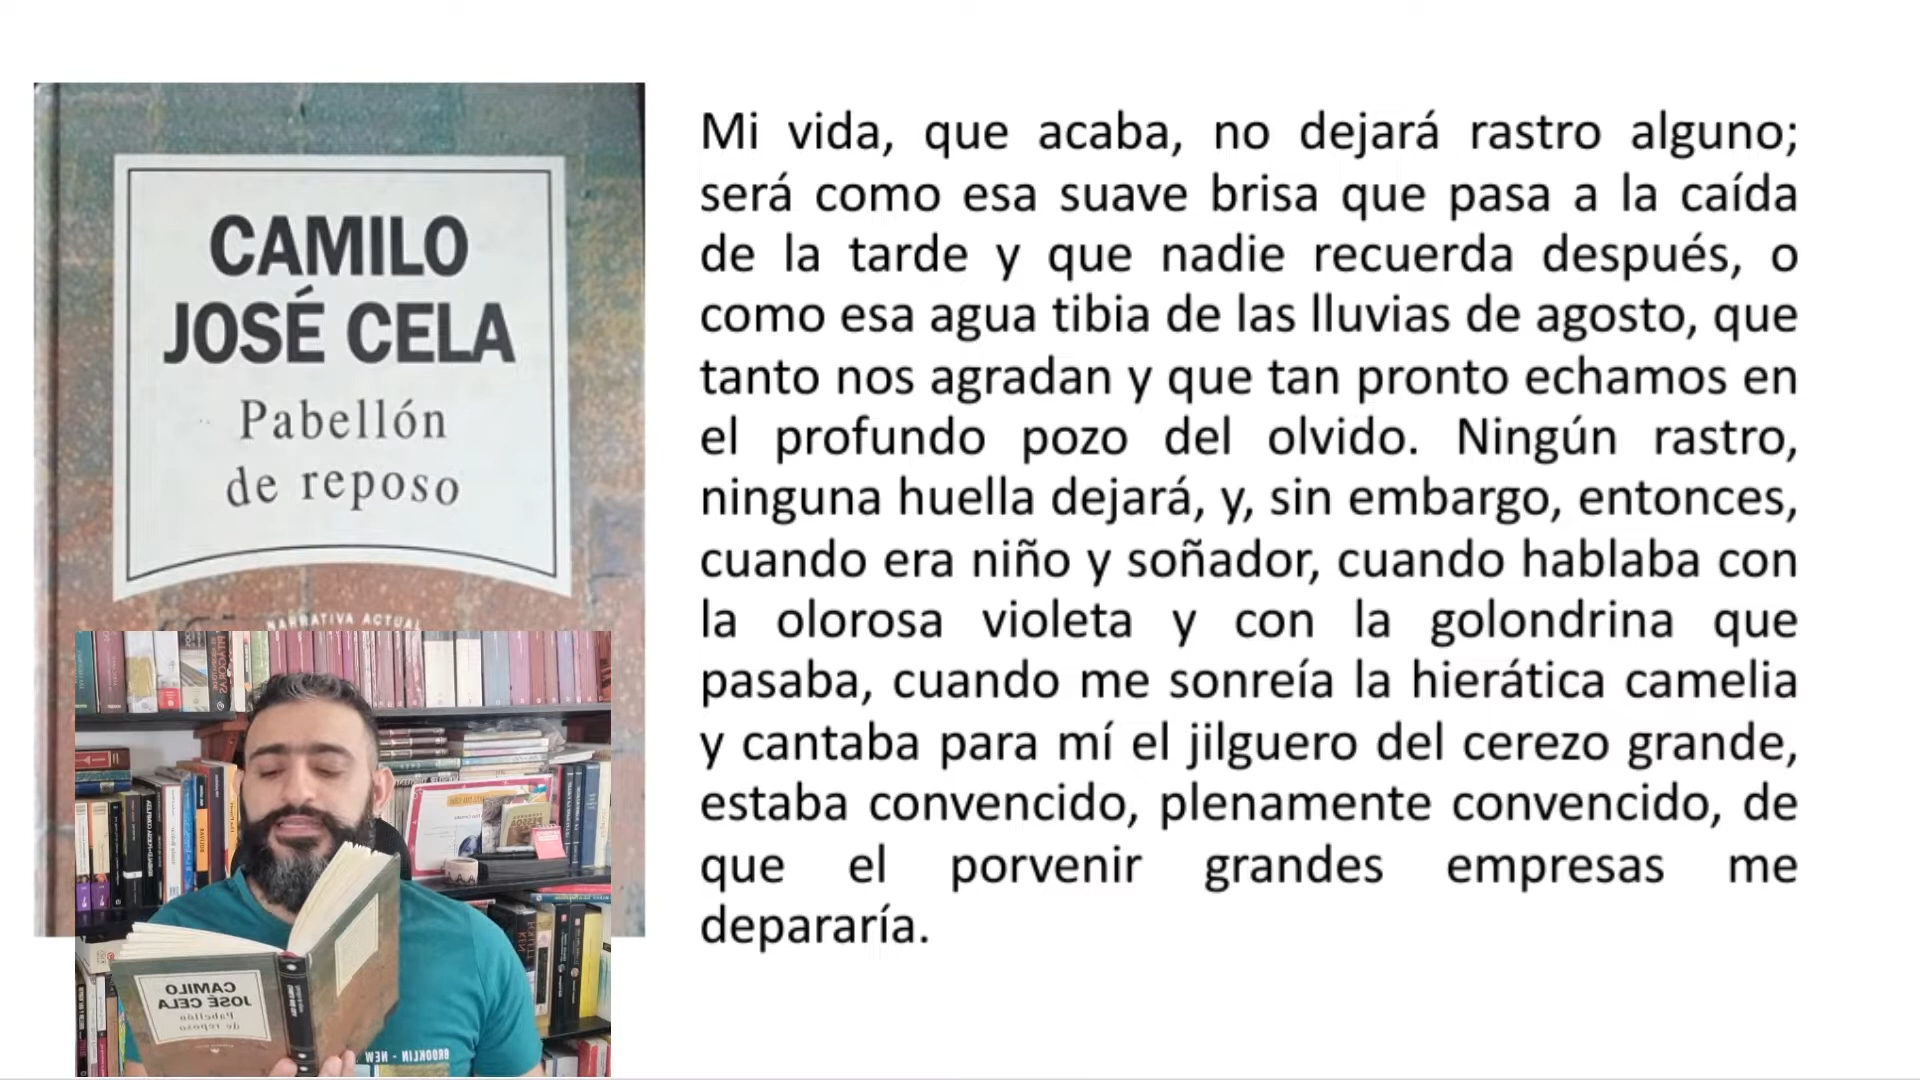 CAMILO
JOSÉ CELA
Pabellón
de reposo
NARRATIVA ACTUAL
Mi vida, que acaba, no dejará rastro alguno;
será como esa suave brisa que pasa a la caída
de la tarde y que nadie recuerda después, o
como esa agua tibia de las lluvias de agosto, que
tanto nos agradan y que tan pronto echamos en
el profundo pozo del olvido. Ningún rastro,
ninguna huella dejará, y, sin embargo, entonces,
cuando era niño y soñador, cuando hablaba con
la olorosa violeta y con la golondrina que
pasaba, cuando me sonreía la hierática camelia
y cantaba para mí el jilguero del cerezo grande,
estaba convencido, plenamente convencido, de
que el porvenir grandes empresas me
depararía.
CAMILO
JOSÉ CELA
Pabellón
de reposo
BROOKLIN - NEW